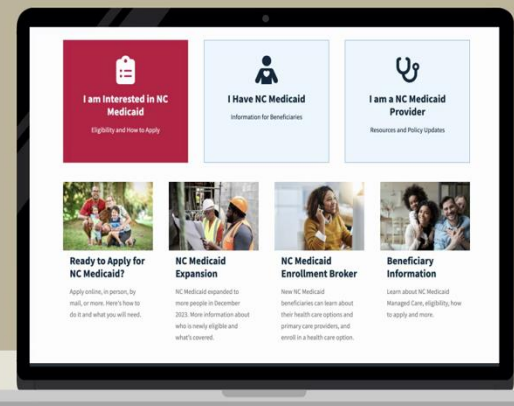 I am Interested in NC
Medicaid
Eligibility and How to Apply
I Have NC Medicaid
Information for Beneficiaries
I am a NC Medicaid
Provider
Resources and Policy Updates
Ready to Apply for
NC Medicaid?
Apply online, in person, by
mail, or more. Here's how to
do it and what you will need.
NC Medicaid
Expansion
NC Medicaid expanded to
more people in December
2023. More information about
who is newly eligible and
what's covered.
NC Medicaid
Enrollment Broker
New NC Medicaid
beneficiaries can learn about
their health care options and
primary care providers, and
enroll in a health care option.
Beneficiary
Information
Learn about NC Medicaid
Managed Care, eligibility, how
to apply and more.